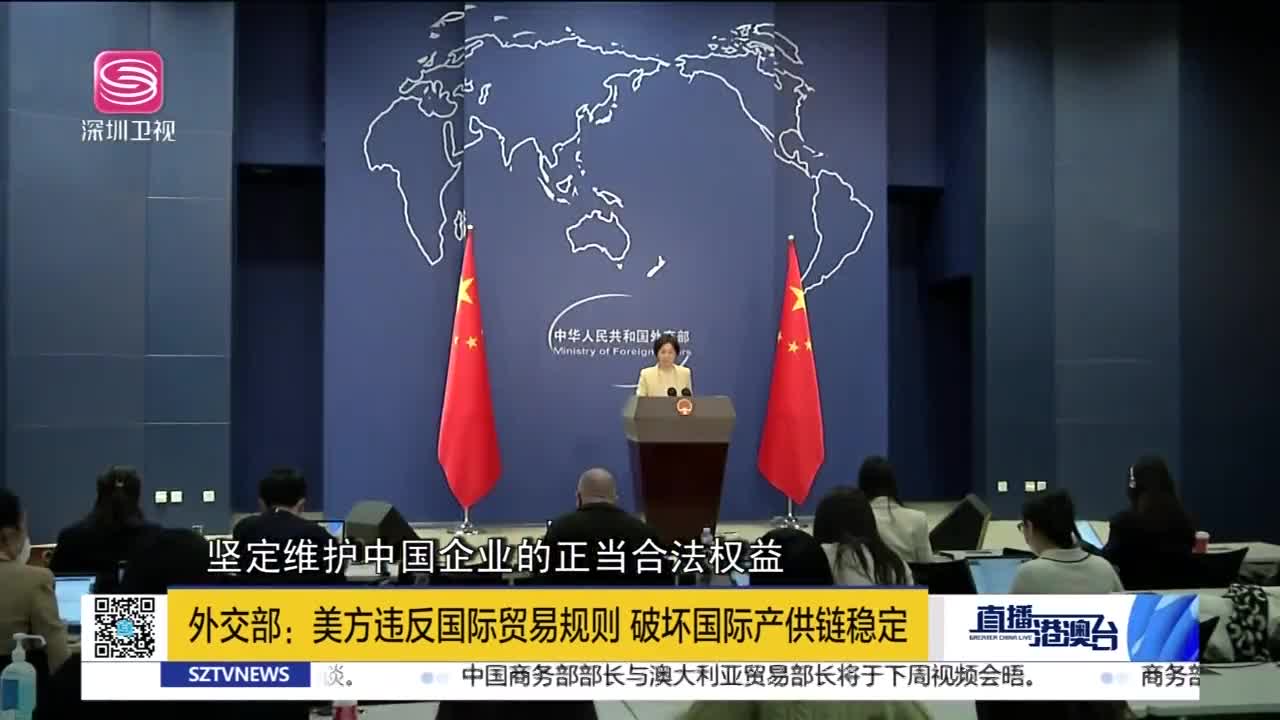 深圳卫视
中华人民共和国外交部
Ministry of Foreign
坚定维护中国企业的正当合法权益
外交部：美方违反国际贸易规则 破坏国际产供链稳定
直播港澳台
GREATER CHINA LIVE
SZTVNEWS
谈。 中国商务部部长与澳大利亚贸易部长将于下周视频会晤。 商务部